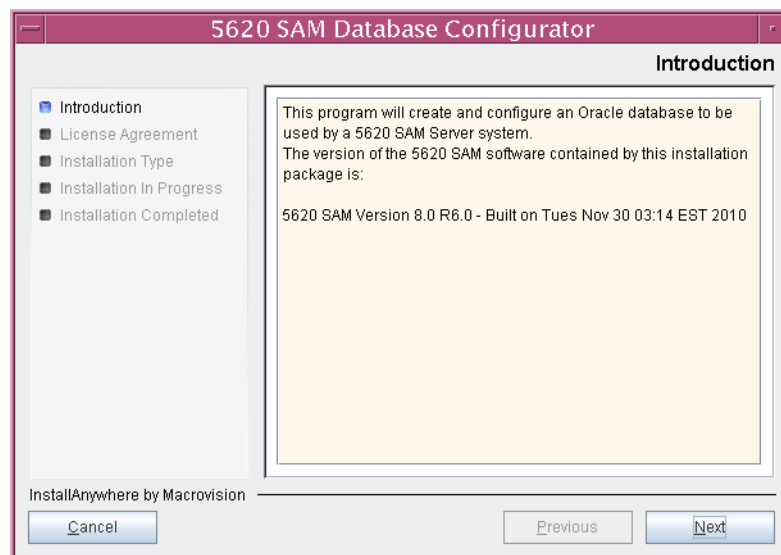 5620 SAM Database Configurator
Introduction
Introduction
License Agreement
Installation Type
Installation In Progress
Installation Completed
This program will create and configure an Oracle database to be
used by a 5620 SAM Server system.
The version of the 5620 SAM software contained by this installation
package is:
5620 SAM Version 8.0 R6.0 - Built on Tues Nov 30 03:14 EST 2010
InstallAnywhere by Macrovision
Cancel
Previous
Next